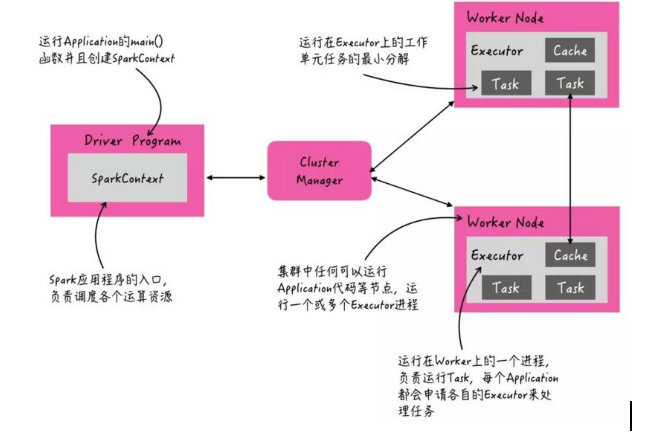 运行Application的main()
函数并且创建SparkContext
Driver Program
SparkContext
Spark应用程序的入口,
负责调度各个运算资源
Cluster
Manager
运行在Executor上的工作
单元任务的最小分解
Worker Node
Executor
Cache
Task
Task
集群中任何可以运行
Application代码等节点, 运
行一个或多个Executor进程
Worker Node
Executor
Cache
Task
Task
运行在Worker上的一个进程,
负责运行Task, 每个Application
都会申请各自的Executor来处
理任务